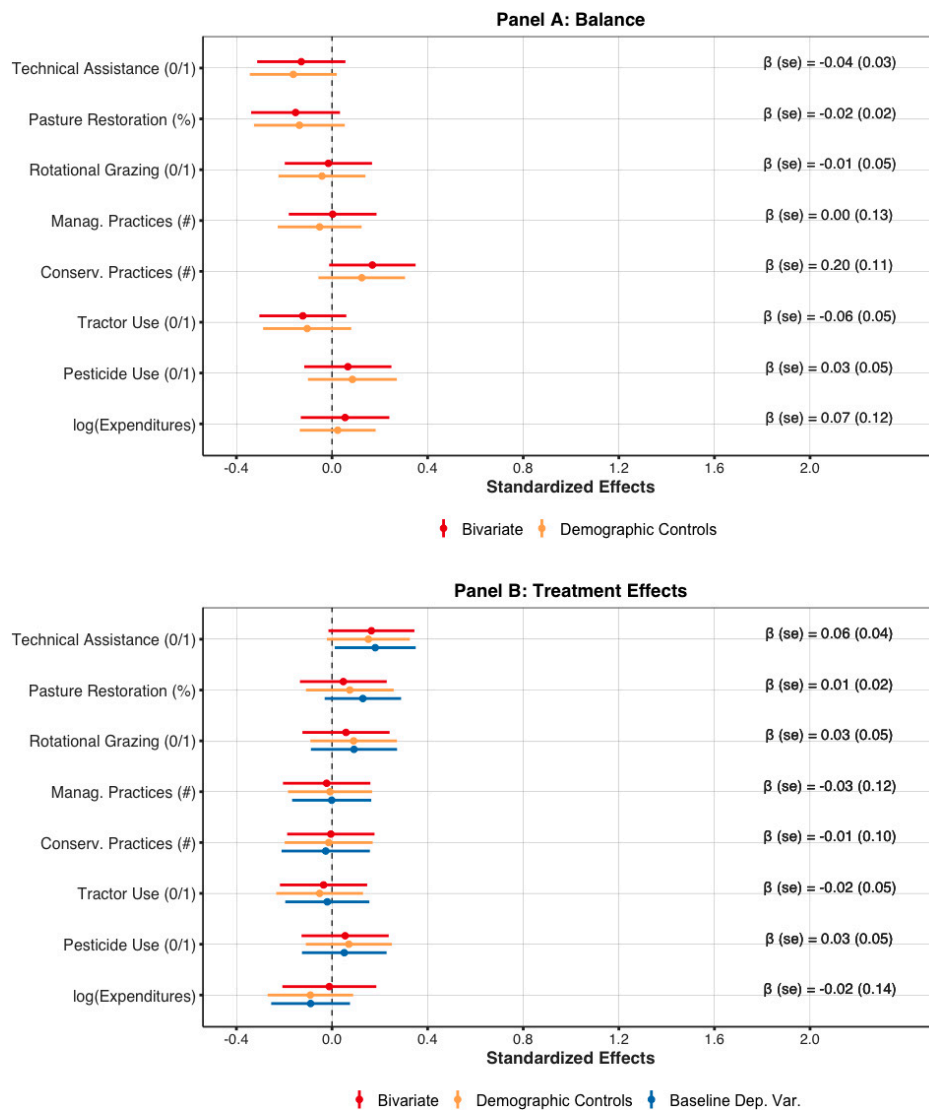 Panel A: Balance
Technical Assistance (0/1) β (se) = -0.04 (0.03)
Pasture Restoration (%) β (se) = -0.02 (0.02)
Rotational Grazing (0/1) β (se) = -0.01 (0.05)
Manag. Practices (#) β (se) = 0.00 (0.13)
Conserv. Practices (#) β (se) = 0.20 (0.11)
Tractor Use (0/1) β (se) = -0.06 (0.05)
Pesticide Use (0/1) β (se) = 0.03 (0.05)
log(Expenditures) β (se) = 0.07 (0.12)
-0.4 0.0 0.4 0.8 1.2 1.6 2.0
Standardized Effects
Bivariate Demographic Controls
Panel B: Treatment Effects
Technical Assistance (0/1) β (se) = 0.06 (0.04)
Pasture Restoration (%) β (se) = 0.01 (0.02)
Rotational Grazing (0/1) β (se) = 0.03 (0.05)
Manag. Practices (#) β (se) = -0.03 (0.12)
Conserv. Practices (#) β (se) = -0.01 (0.10)
Tractor Use (0/1) β (se) = -0.02 (0.05)
Pesticide Use (0/1) β (se) = 0.03 (0.05)
log(Expenditures) β (se) = -0.02 (0.14)
-0.4 0.0 0.4 0.8 1.2 1.6 2.0
Standardized Effects
Bivariate Demographic Controls Baseline Dep. Var.